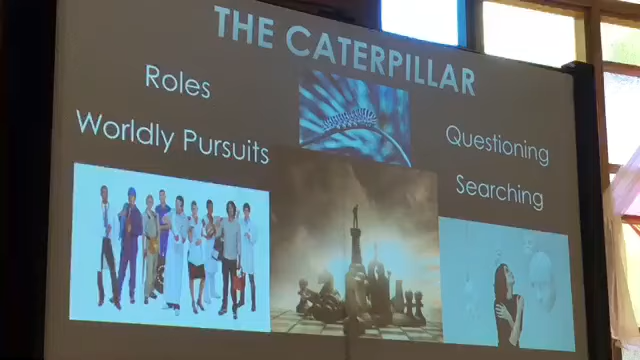 THE CATERPILLAR
Roles
Worldly Pursuits
Questioning
Searching